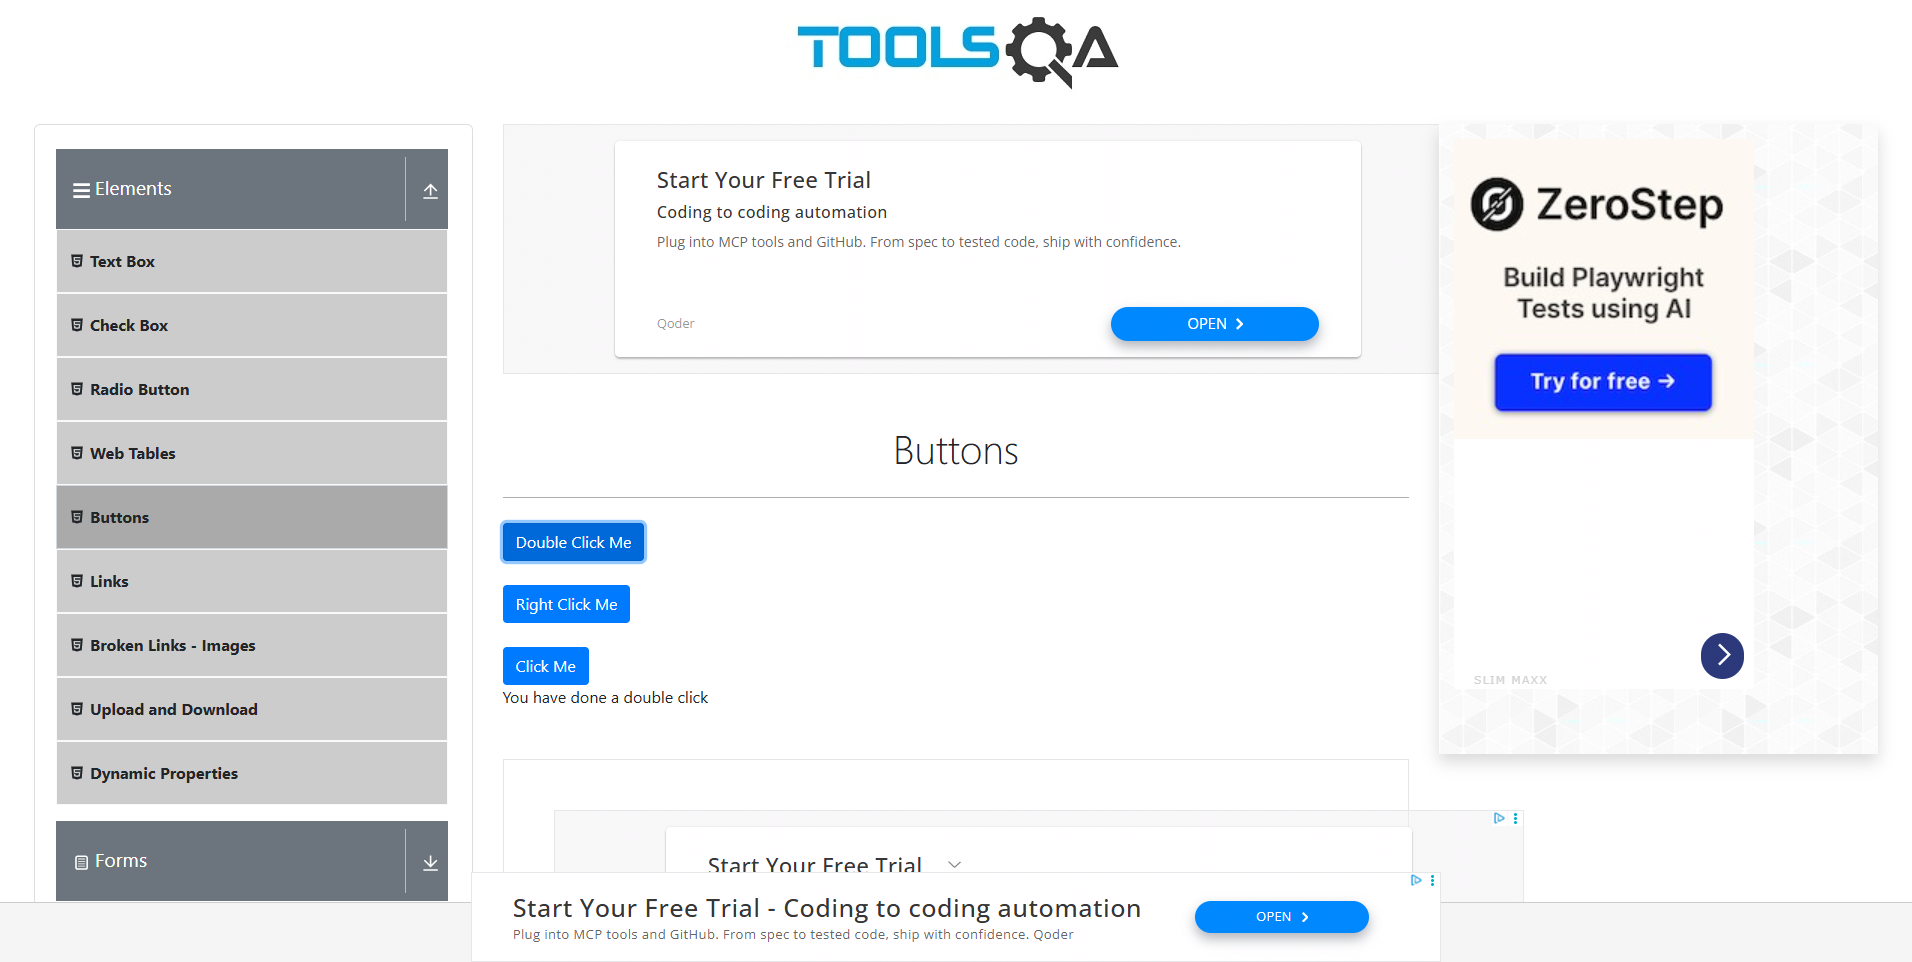 TOOLSQA
Elements
Text Box
Check Box
Radio Button
Web Tables
Buttons
Links
Broken Links - Images
Upload and Download
Dynamic Properties
Forms
Start Your Free Trial
Coding to coding automation
Plug into MCP tools and GitHub. From spec to tested code, ship with confidence.
Qoder
OPEN
Buttons
Double Click Me
Right Click Me
Click Me
You have done a double click
ZeroStep
Build Playwright
Tests using AI
Try for free →
SLIM MAXX
Start Your Free Trial
Start Your Free Trial - Coding to coding automation
Plug into MCP tools and GitHub. From spec to tested code, ship with confidence. Qoder
OPEN